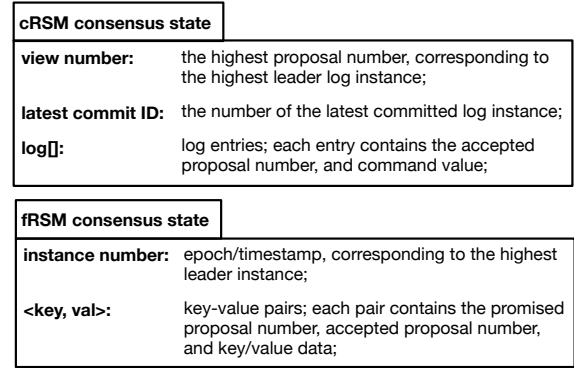 cRSM consensus state
view number: the highest proposal number, corresponding to
the highest leader log instance;
latest commit ID: the number of the latest committed log instance;
log[]: log entries; each entry contains the accepted
proposal number, and command value;
fRSM consensus state
instance number: epoch/timestamp, corresponding to the highest
leader instance;
<key, val>: key-value pairs; each pair contains the promised
proposal number, accepted proposal number,
and key/value data;